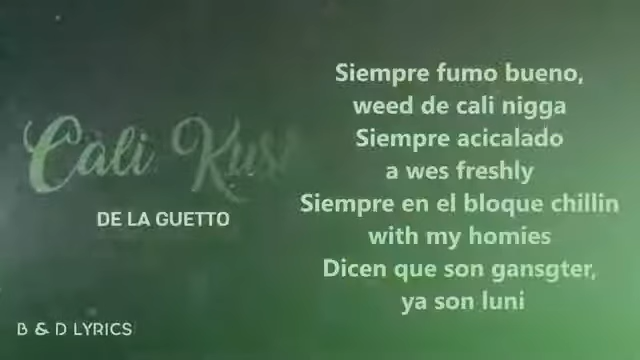 Cali Kus
DE LA GUETTO
Siempre fumo bueno,
weed de cali nigga
Siempre acicalado
a wes freshly
Siempre en el bloque chillin
with my homies
Dicen que son gansgter,
ya son luni
B & D LYRICS